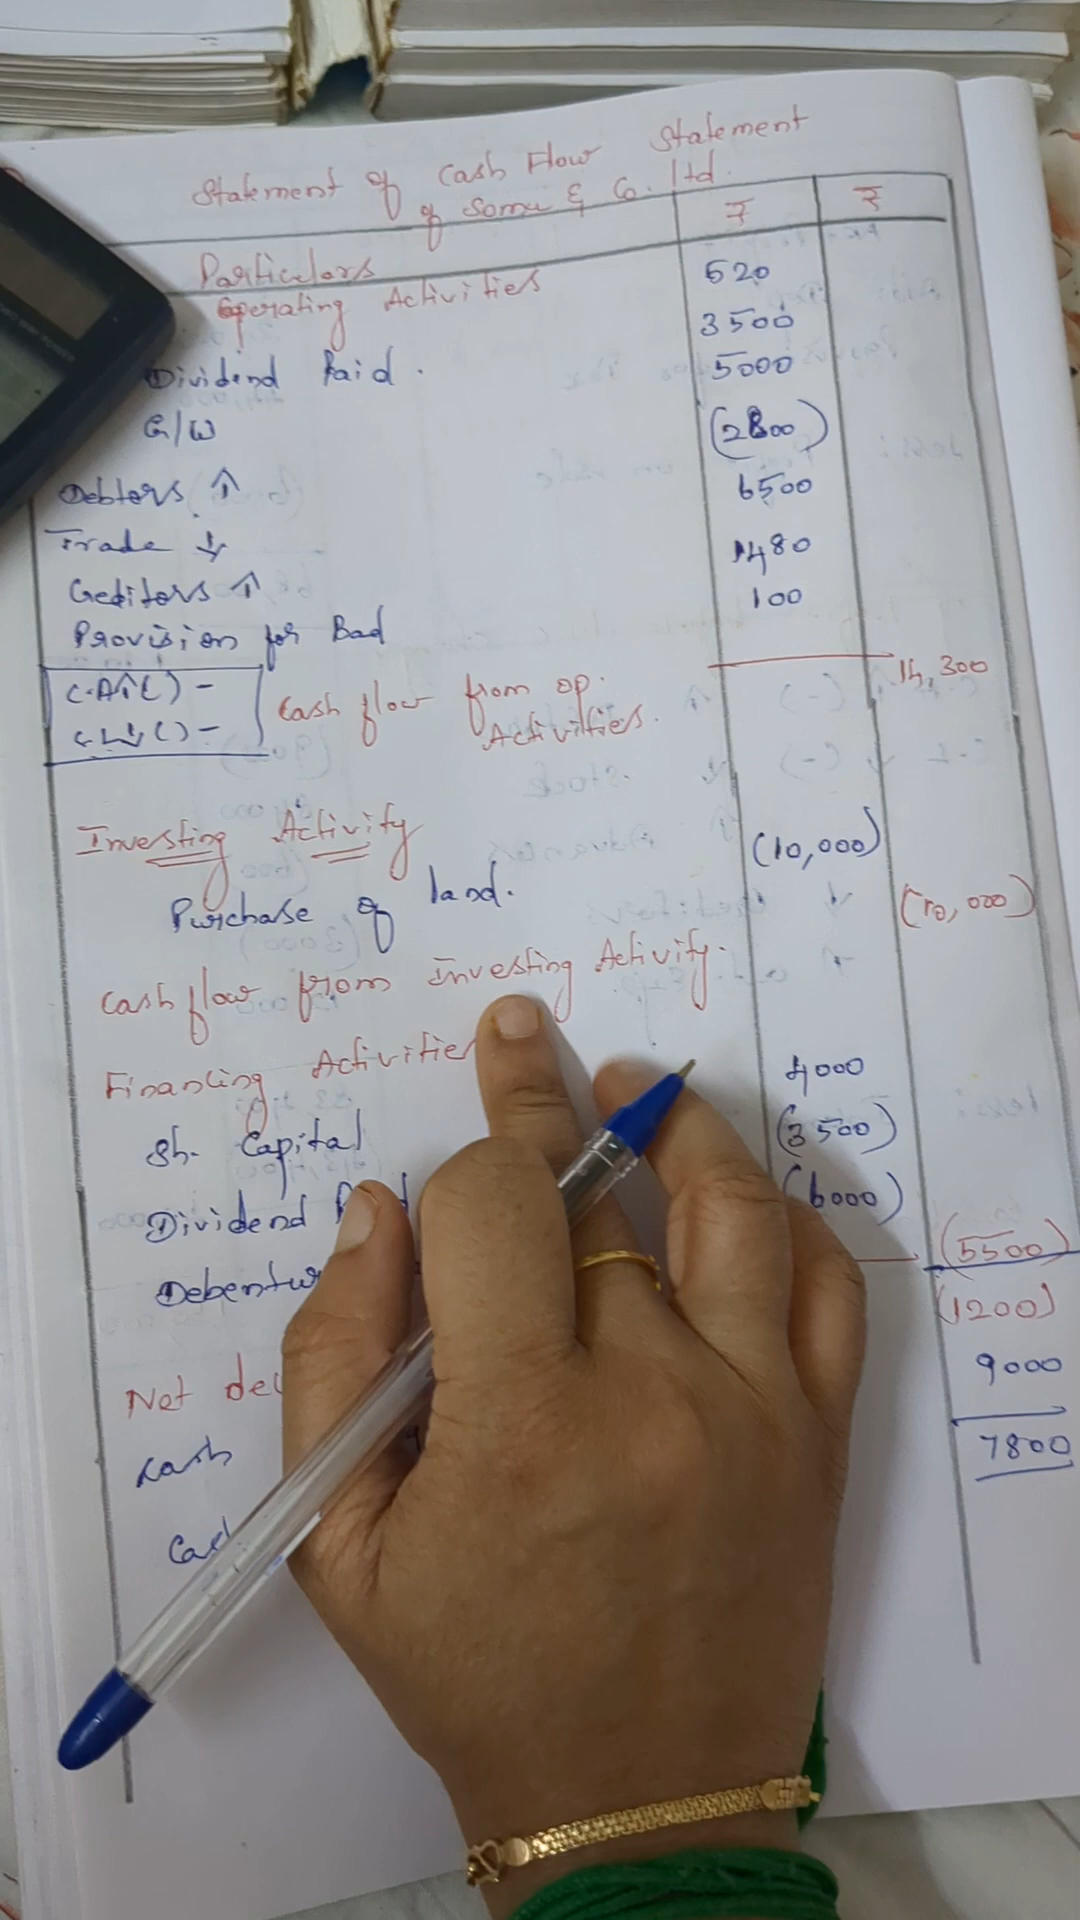 Statement of Cash Flow Statement
of Somu & Co. Ltd.
Particulars ₹ ₹
Operating Activities 520
Dividend Paid. 3500
G/W 5000
Debtors ↑ (2800)
Trade ↓ 6500
Creditors ↑ 1480
Provision for Bad 100
C.A↑( ) -
C.L↓( ) -
Cash flow from op. Activities. 14,300
Investing Activity
Purchase of land. (10,000)
Cash flow from Investing Activity. (10,000)
Financing Activities
Sh. Capital 4000
Dividend (3500)
(6000)
(5500)
Net (1200)
Cash 9000
7800